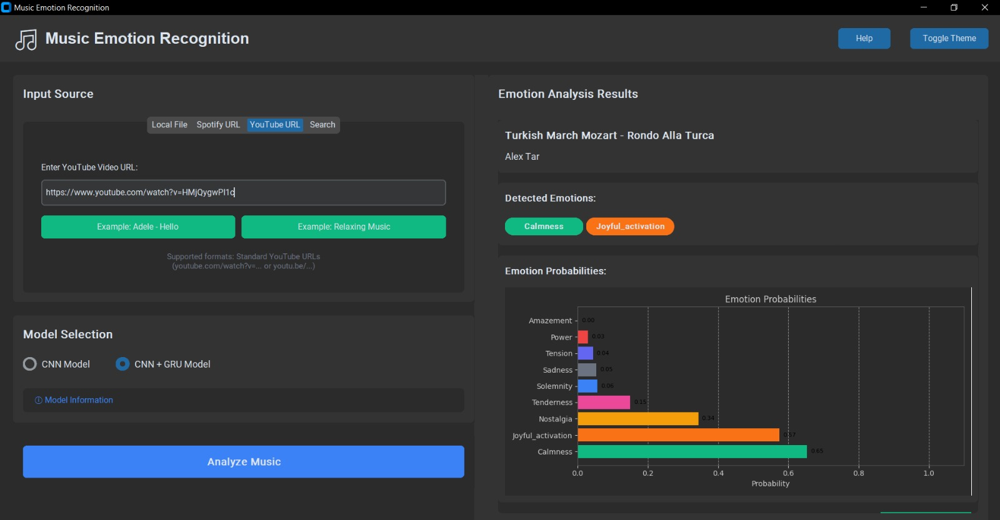 Music Emotion Recognition
Music Emotion Recognition
Help
Toggle Theme
Input Source
Local File
Spotify URL
YouTube URL
Search
Enter YouTube Video URL:
https://www.youtube.com/watch?v=HMjQygwPI1c
Example: Adele - Hello
Example: Relaxing Music
Supported formats: Standard YouTube URLs
(youtube.com/watch?v=... or youtu.be/...)
Model Selection
CNN Model
CNN + GRU Model
ⓘ Model Information
Analyze Music
Emotion Analysis Results
Turkish March Mozart - Rondo Alla Turca
Alex Tar
Detected Emotions:
Calmness
Joyful_activation
Emotion Probabilities:
Emotion Probabilities
Amazement 0.00
Power 0.03
Tension 0.04
Sadness 0.05
Solemnity 0.06
Tenderness 0.15
Nostalgia 0.34
Joyful_activation 0.57
Calmness 0.65
0.0 0.2 0.4 0.6 0.8 1.0
Probability